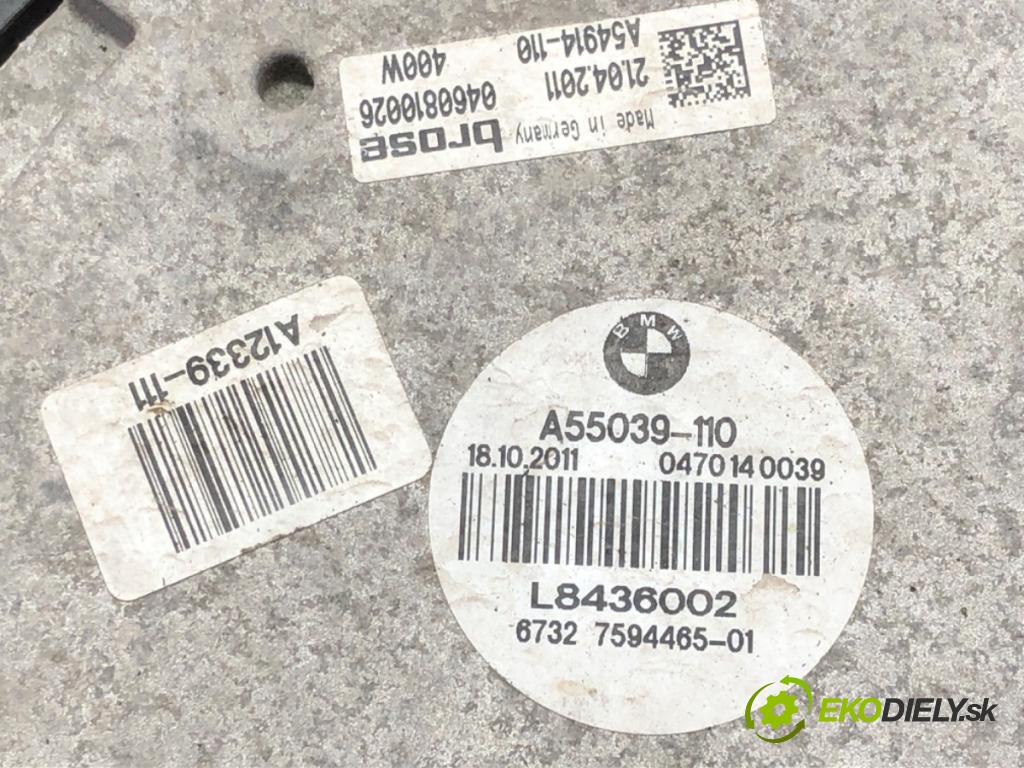 brose
Made in Germany
0460810026
21.04.2011
400W
A54914-110
A12339-111
BMW
A55039-110
18.10.2011 0470140039
L8436002
6732 7594465-01
EKODIELY.sk